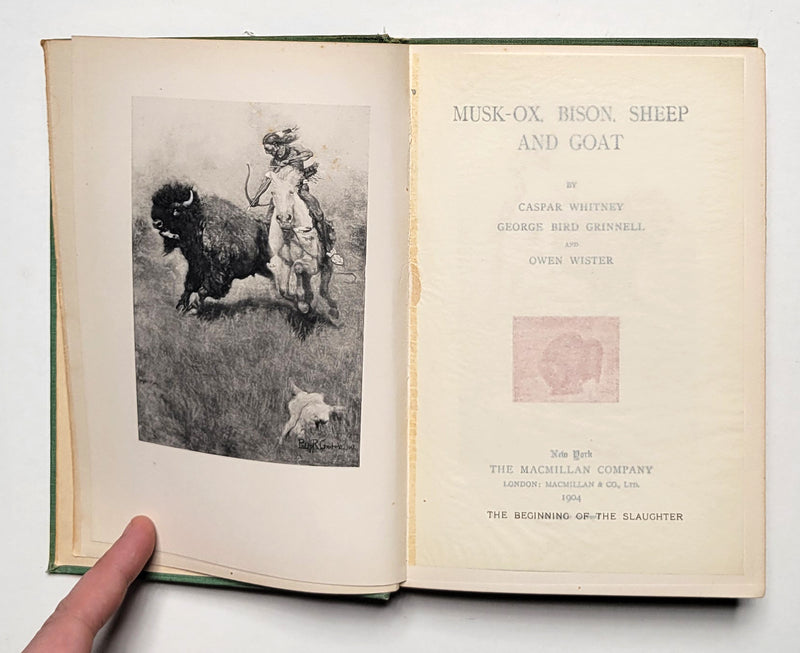 MUSK-OX, BISON, SHEEP
AND GOAT
BY
CASPAR WHITNEY
GEORGE BIRD GRINNELL
AND
OWEN WISTER
New York
THE MACMILLAN COMPANY
LONDON: MACMILLAN & CO., LTD.
1904
THE BEGINNING OF THE SLAUGHTER